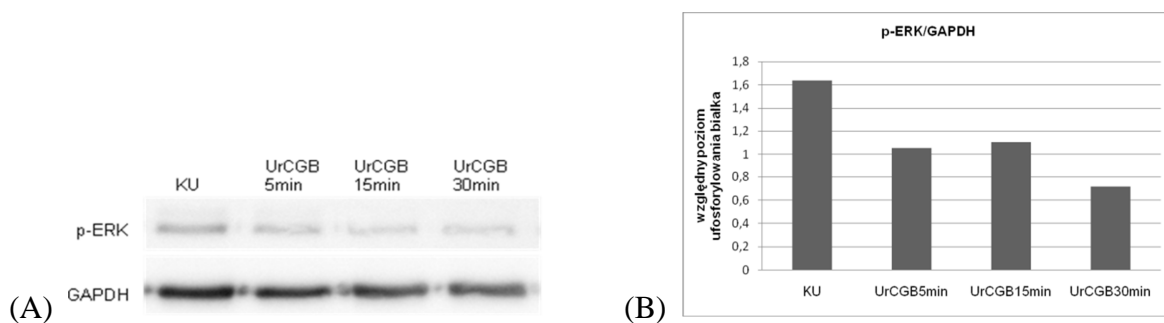 KU
UrCGB
5min
UrCGB
15min
UrCGB
30min
p-ERK
GAPDH
(A)
p-ERK/GAPDH
względny poziom
ufosforylowania białka
1,8
1,6
1,4
1,2
1
0,8
0,6
0,4
0,2
0
KU
UrCGB5min
UrCGB15min
UrCGB30min
(B)